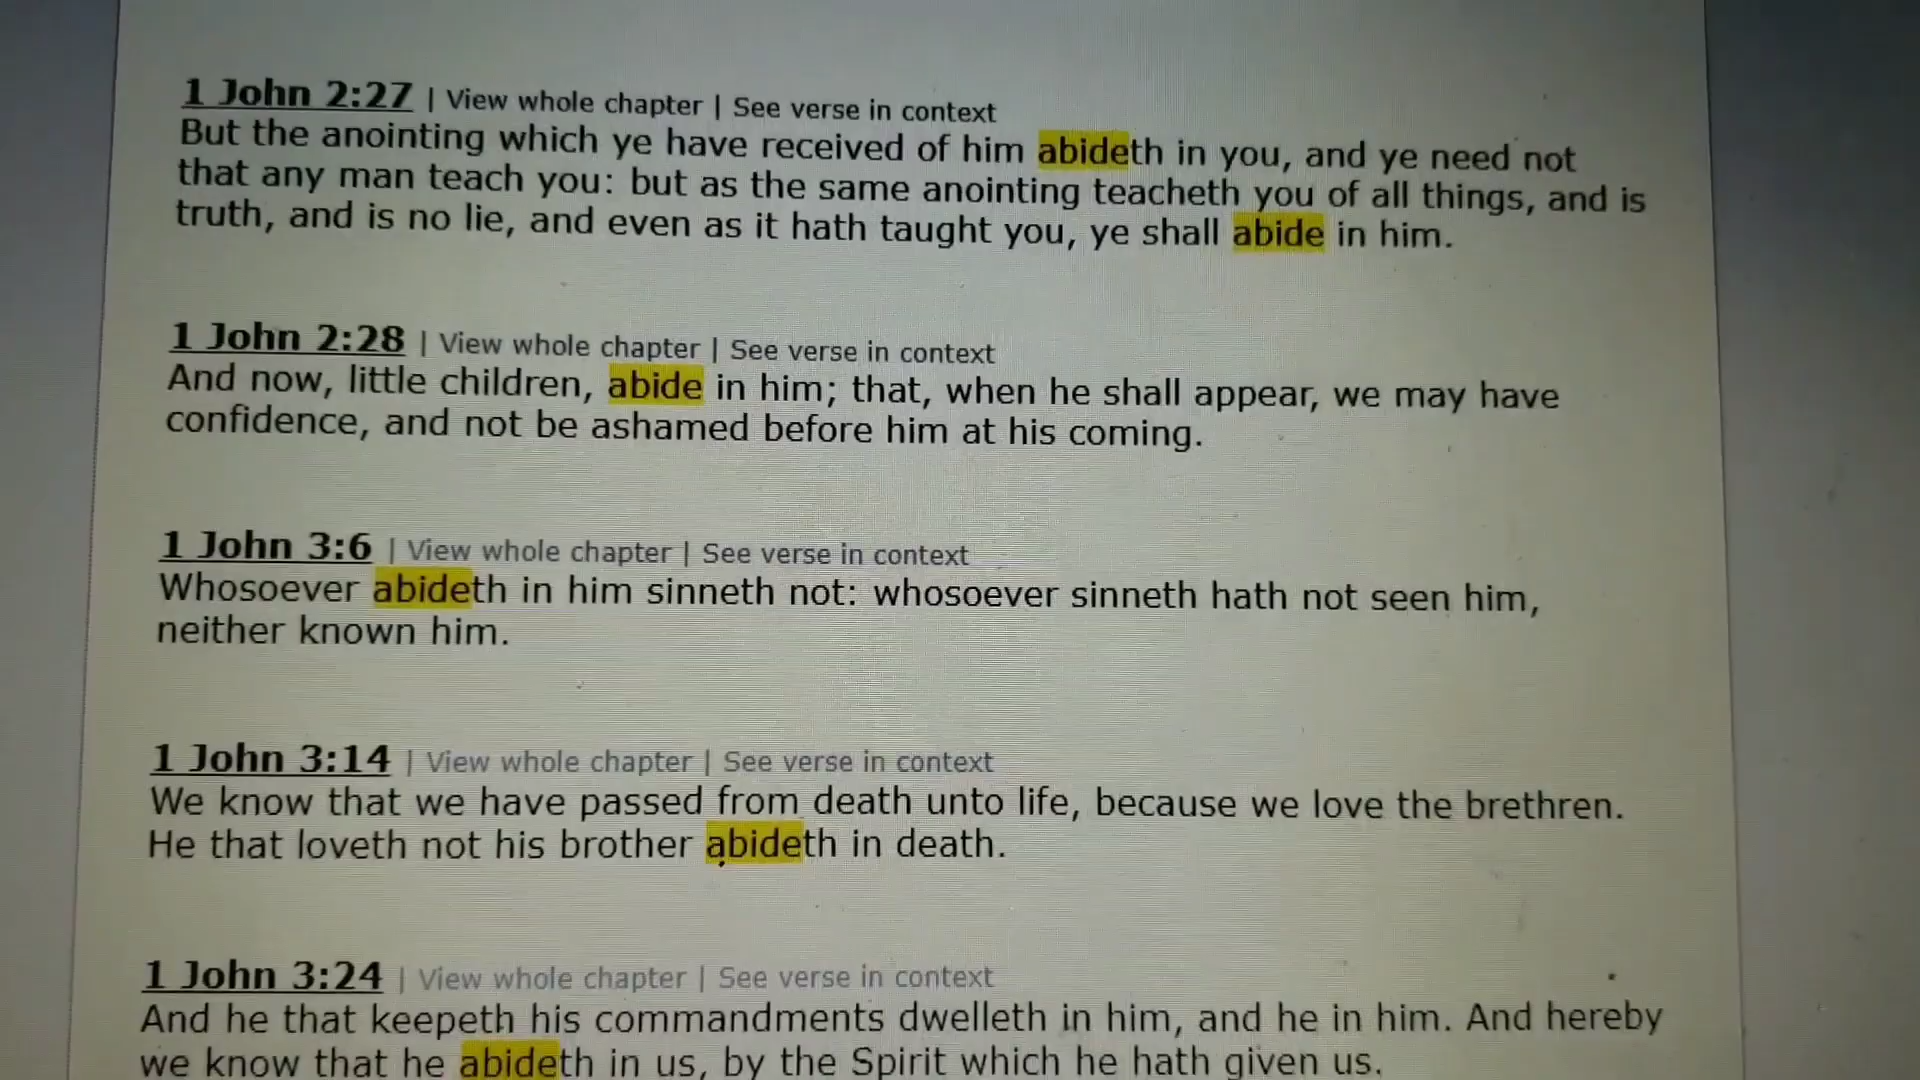 1 John 2:27 | View whole chapter | See verse in context
But the anointing which ye have received of him abideth in you, and ye need not
that any man teach you: but as the same anointing teacheth you of all things, and is
truth, and is no lie, and even as it hath taught you, ye shall abide in him.
1 John 2:28 | View whole chapter | See verse in context
And now, little children, abide in him; that, when he shall appear, we may have
confidence, and not be ashamed before him at his coming.
1 John 3:6 | View whole chapter | See verse in context
Whosoever abideth in him sinneth not: whosoever sinneth hath not seen him,
neither known him.
1 John 3:14 | View whole chapter | See verse in context
We know that we have passed from death unto life, because we love the brethren.
He that loveth not his brother abideth in death.
1 John 3:24 | View whole chapter | See verse in context
And he that keepeth his commandments dwelleth in him, and he in him. And hereby
we know that he abideth in us, by the Spirit which he hath given us.